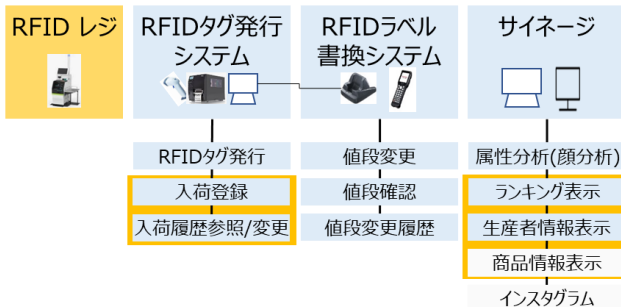 RFID レジ
RFIDタグ発行
システム
RFIDラベル
書換システム
サイネージ
RFIDタグ発行
入荷登録
入荷履歴参照/変更
値段変更
値段確認
値段変更履歴
属性分析(顔分析)
ランキング表示
生産者情報表示
商品情報表示
インスタグラム